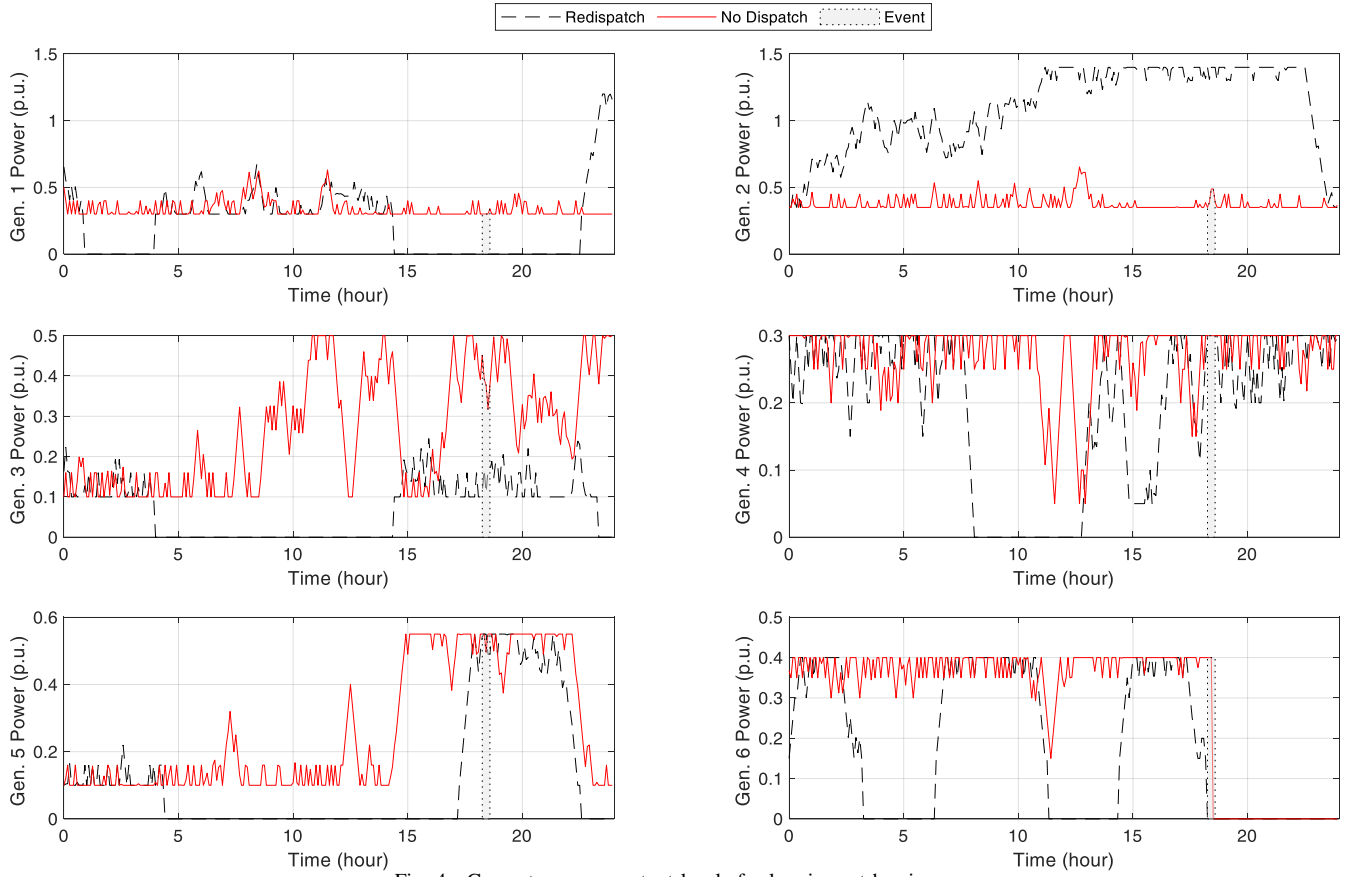 Redispatch No Dispatch Event
Gen. 1 Power (p.u.)
1.5
1
0.5
0
0 5 10 15 20
Time (hour)
Gen. 2 Power (p.u.)
1.5
1
0.5
0
0 5 10 15 20
Time (hour)
Gen. 3 Power (p.u.)
0.5
0.4
0.3
0.2
0.1
0
0 5 10 15 20
Time (hour)
Gen. 4 Power (p.u.)
0.3
0.2
0.1
0
0 5 10 15 20
Time (hour)
Gen. 5 Power (p.u.)
0.6
0.4
0.2
0
0 5 10 15 20
Time (hour)
Gen. 6 Power (p.u.)
0.5
0.4
0.3
0.2
0.1
0
0 5 10 15 20
Time (hour)